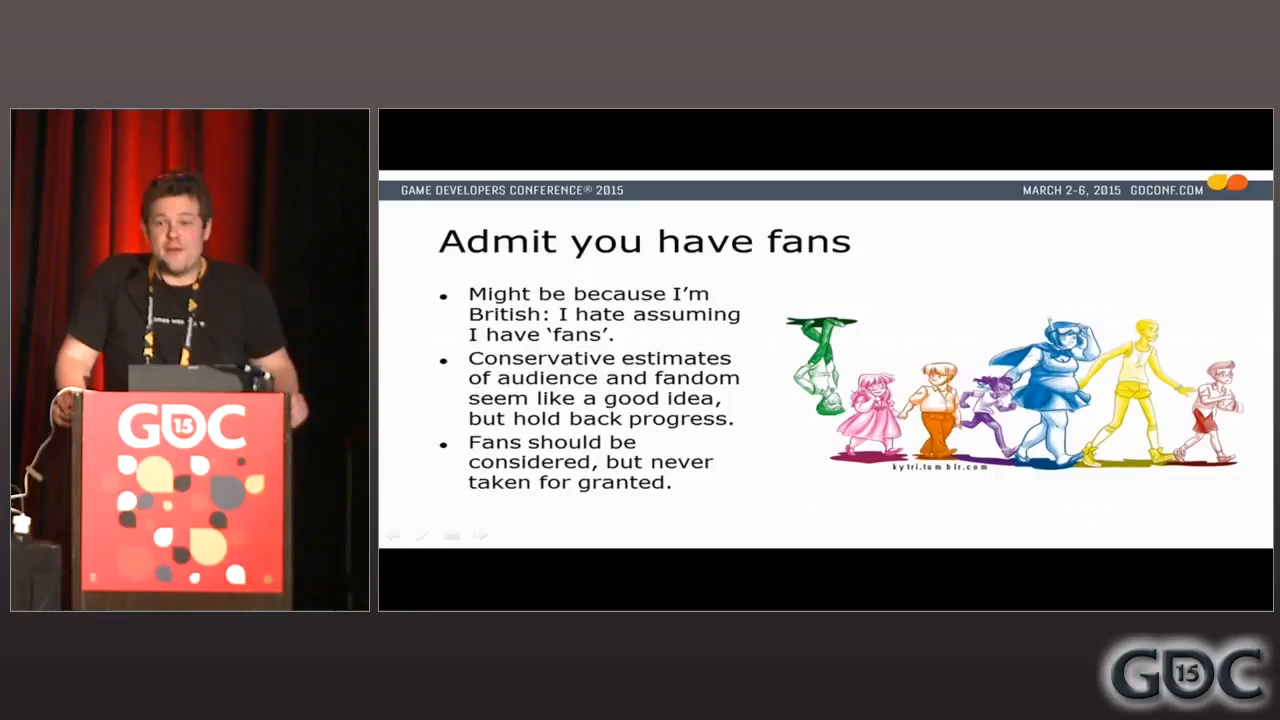 GAME DEVELOPERS CONFERENCE® 2015
MARCH 2-6, 2015 GDCONF.COM
Admit you have fans
• Might be because I'm
British: I hate assuming
I have 'fans'.
• Conservative estimates
of audience and fandom
seem like a good idea,
but hold back progress.
• Fans should be
considered, but never
taken for granted.
kytri.tumblr.com
GDC
15
GDC
15